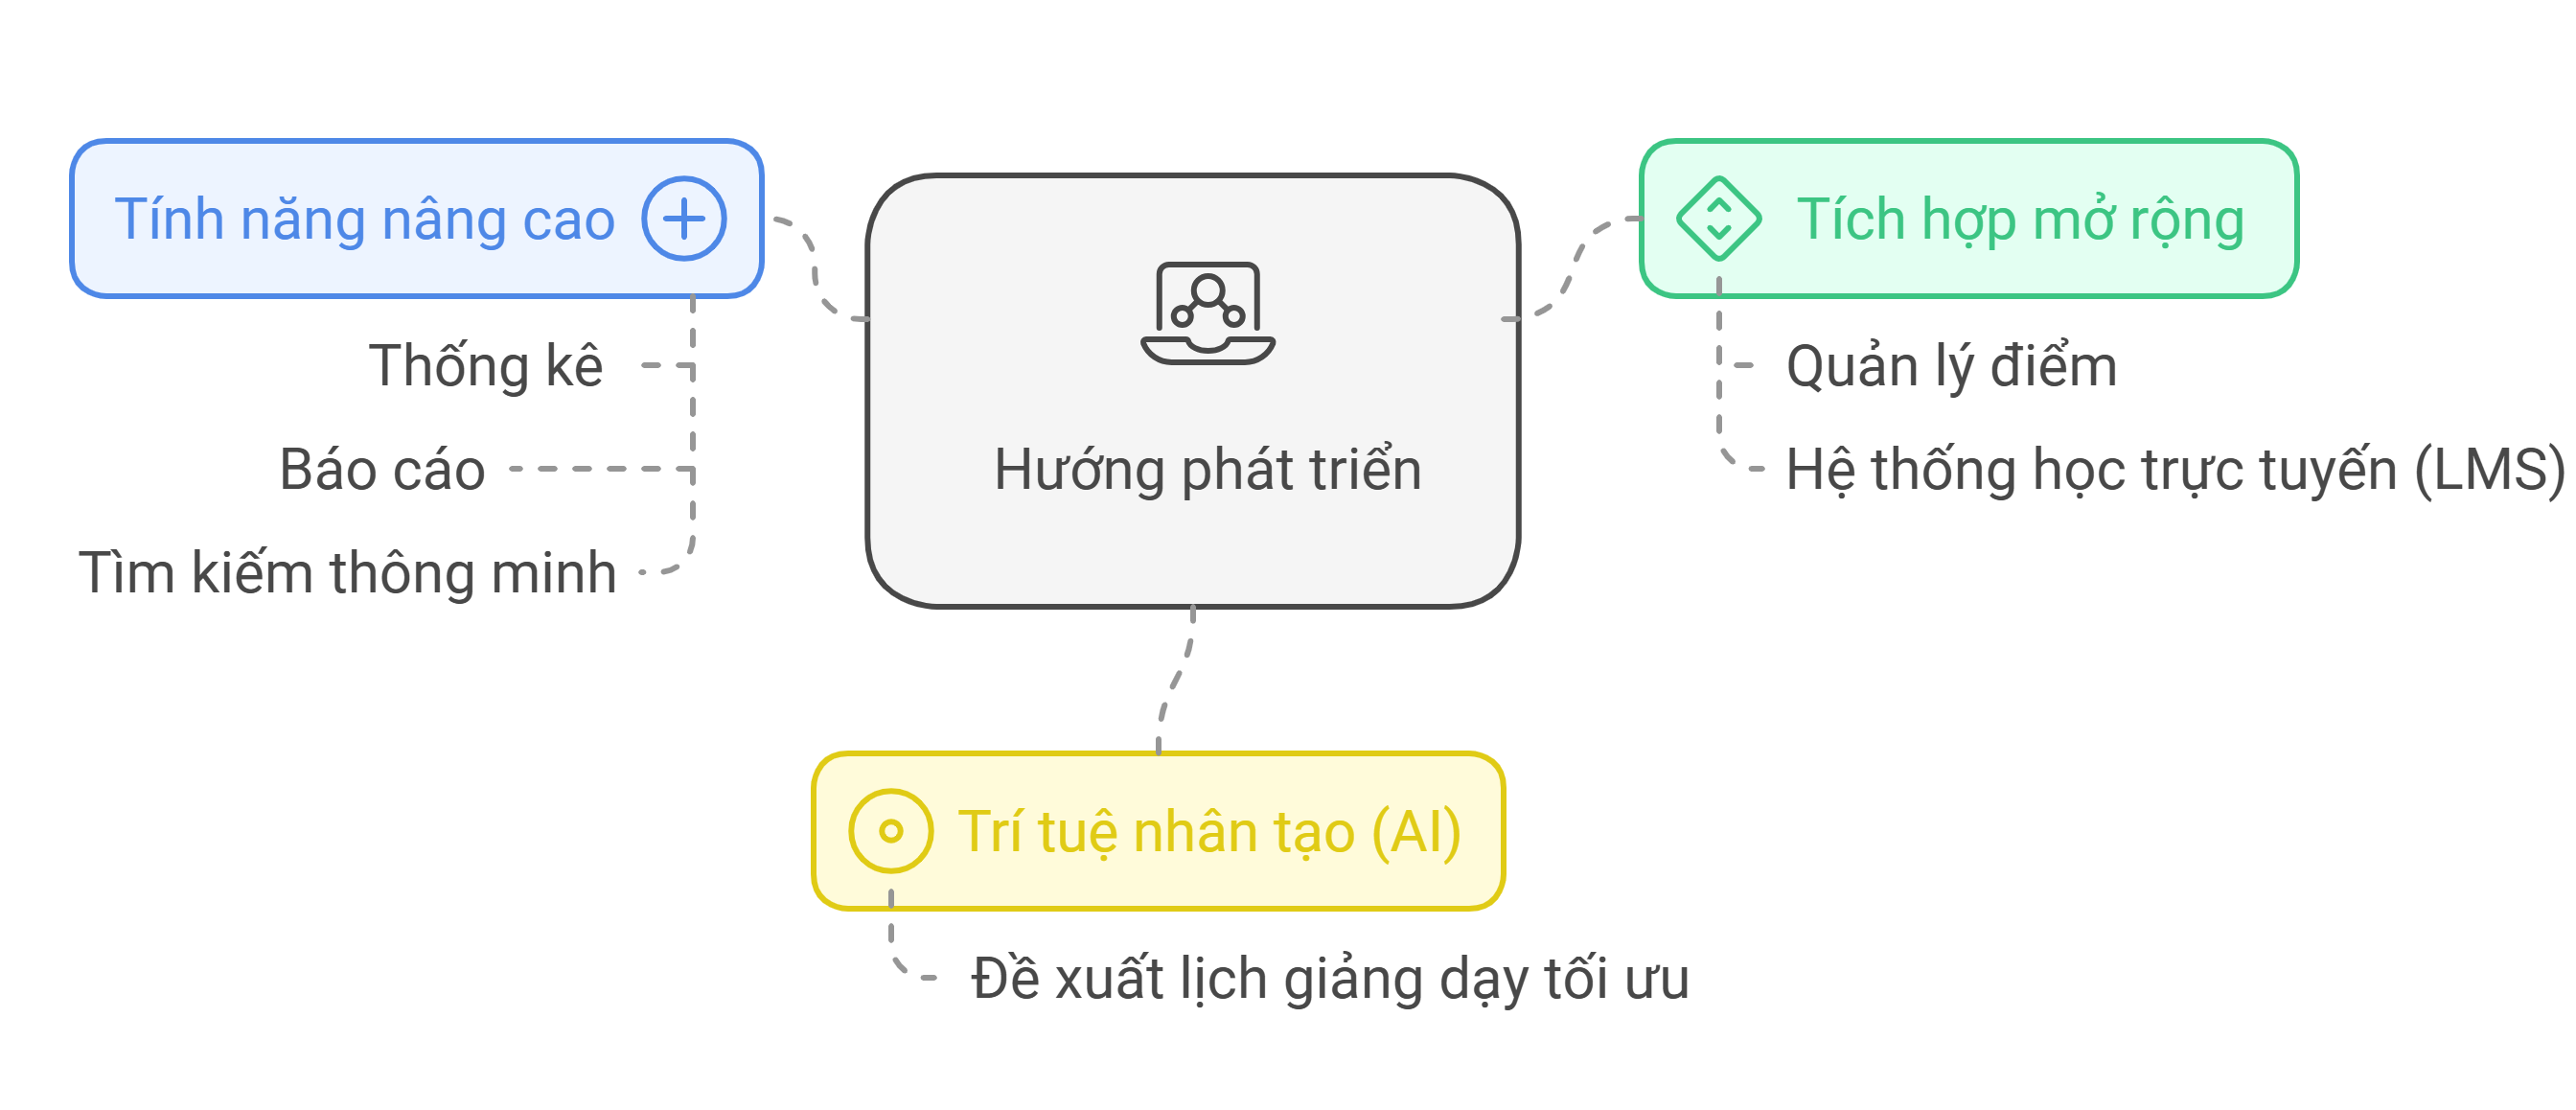 Tính năng nâng cao
Thống kê
Báo cáo
Tìm kiếm thông minh
Hướng phát triển
Tích hợp mở rộng
Quản lý điểm
Hệ thống học trực tuyến (LMS)
Trí tuệ nhân tạo (AI)
Đề xuất lịch giảng dạy tối ưu